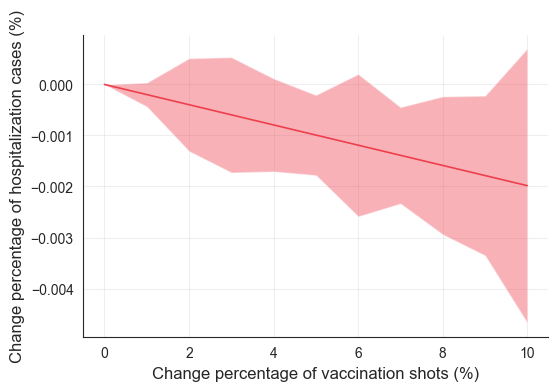 Change percentage of hospitalization cases (%)
0.000
−0.001
−0.002
−0.003
−0.004
0 2 4 6 8 10
Change percentage of vaccination shots (%)